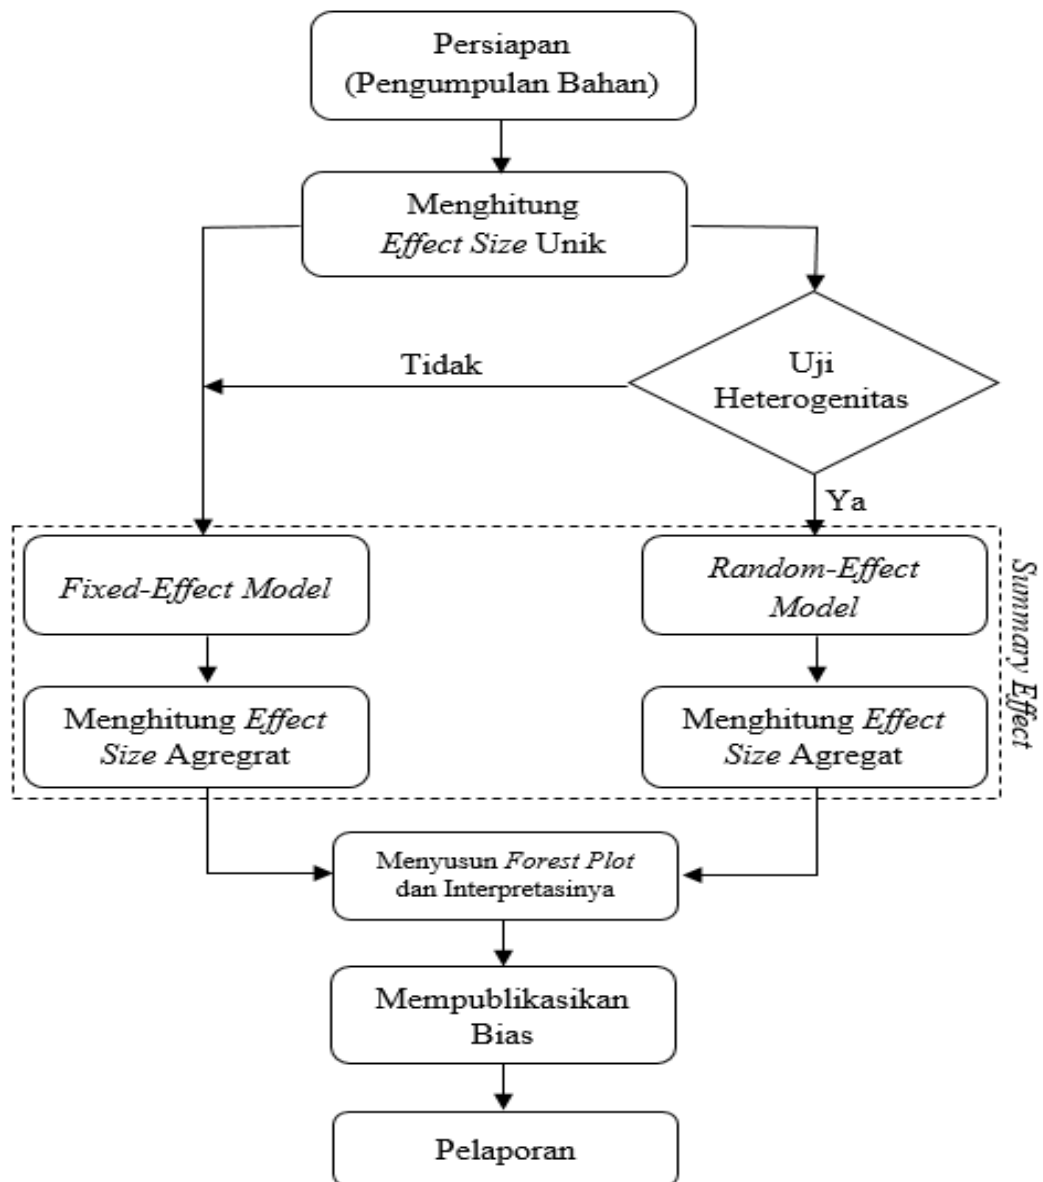 Persiapan
(Pengumpulan Bahan)
Menghitung
Effect Size Unik
Tidak
Uji
Heterogenitas
Ya
Fixed-Effect Model
Random-Effect
Model
Summary Effect
Menghitung Effect
Size Agregrat
Menghitung Effect
Size Agregat
Menyusun Forest Plot
dan Interpretasinya
Mempublikasikan
Bias
Pelaporan